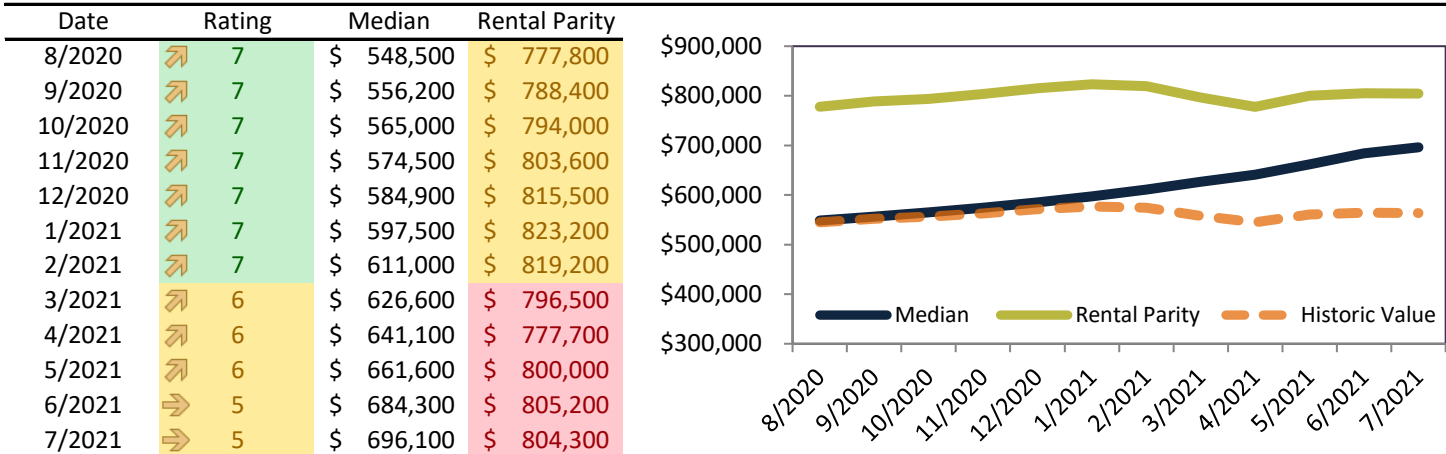 Date Rating Median Rental Parity
8/2020 7 $ 548,500 $ 777,800
9/2020 7 $ 556,200 $ 788,400
10/2020 7 $ 565,000 $ 794,000
11/2020 7 $ 574,500 $ 803,600
12/2020 7 $ 584,900 $ 815,500
1/2021 7 $ 597,500 $ 823,200
2/2021 7 $ 611,000 $ 819,200
3/2021 6 $ 626,600 $ 796,500
4/2021 6 $ 641,100 $ 777,700
5/2021 6 $ 661,600 $ 800,000
6/2021 5 $ 684,300 $ 805,200
7/2021 5 $ 696,100 $ 804,300
$900,000
$800,000
$700,000
$600,000
$500,000
$400,000
$300,000
Median Rental Parity Historic Value
8/2020 9/2020 10/2020 11/2020 12/2020 1/2021 2/2021 3/2021 4/2021 5/2021 6/2021 7/2021